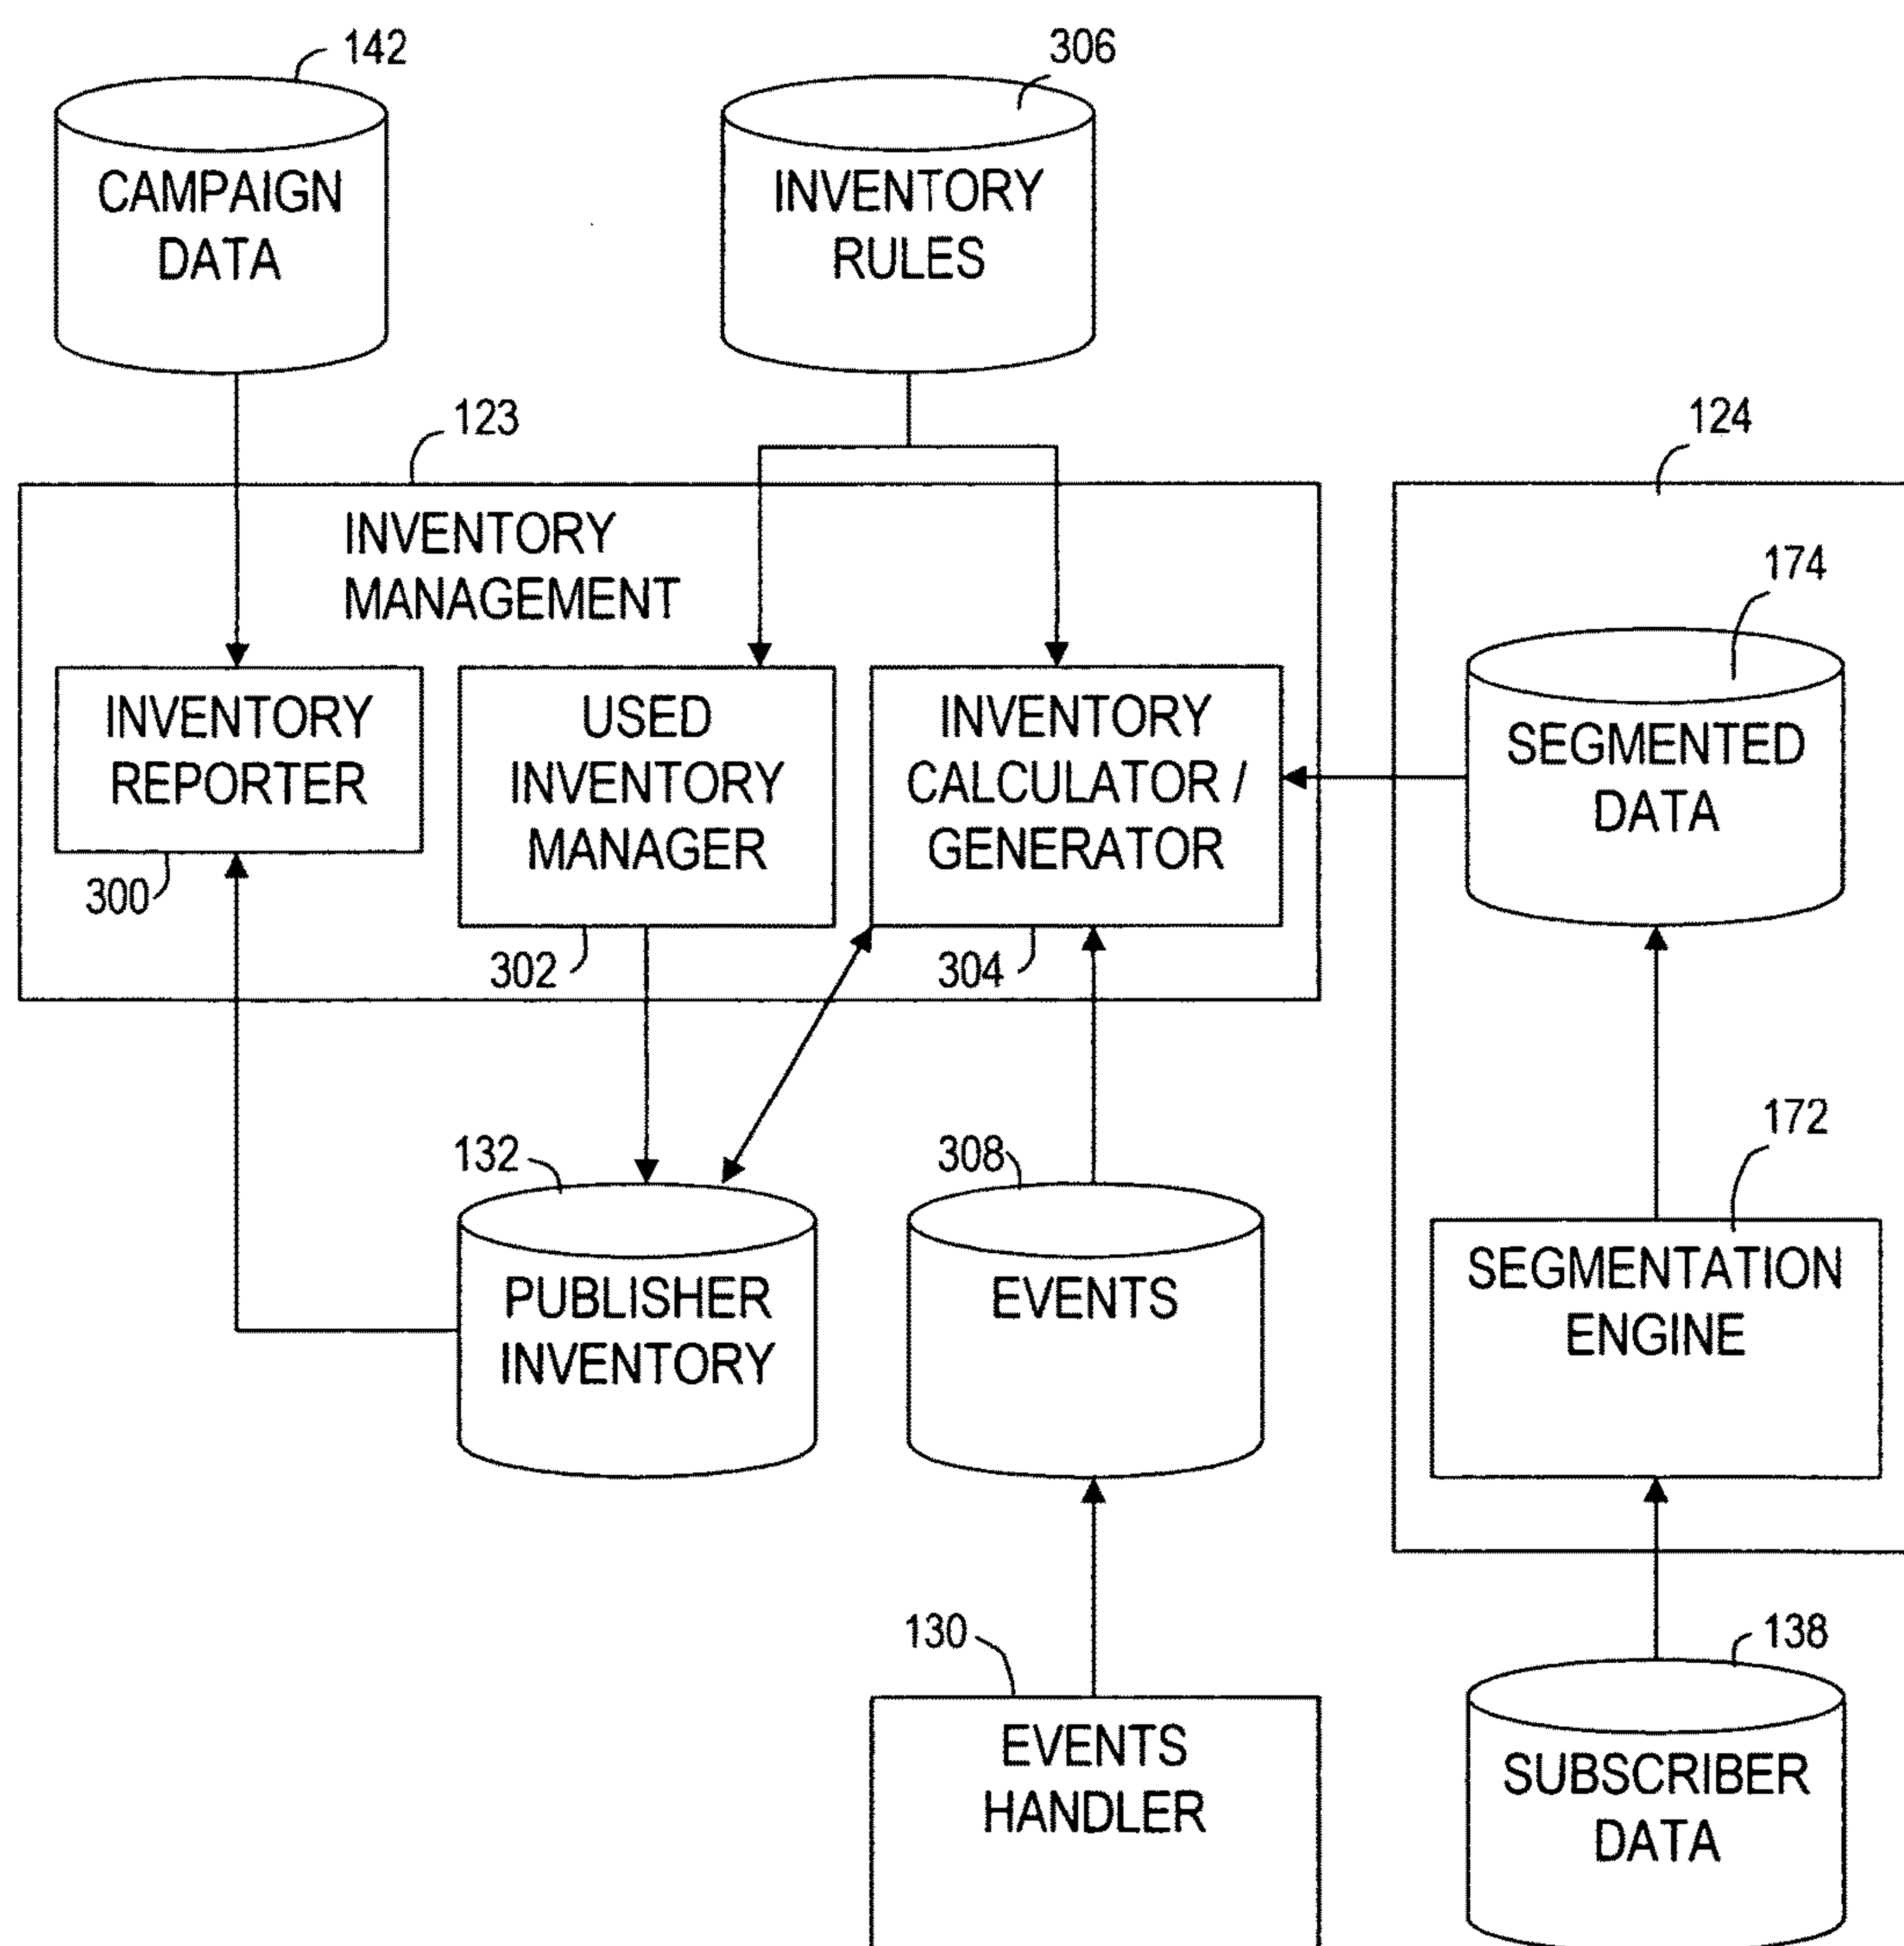 142
306
CAMPAIGN
DATA
INVENTORY
RULES
123
124
INVENTORY
MANAGEMENT
174
INVENTORY
REPORTER
USED
INVENTORY
MANAGER
INVENTORY
CALCULATOR /
GENERATOR
SEGMENTED
DATA
300
302
304
132
308
172
PUBLISHER
INVENTORY
EVENTS
SEGMENTATION
ENGINE
130
138
EVENTS
HANDLER
SUBSCRIBER
DATA